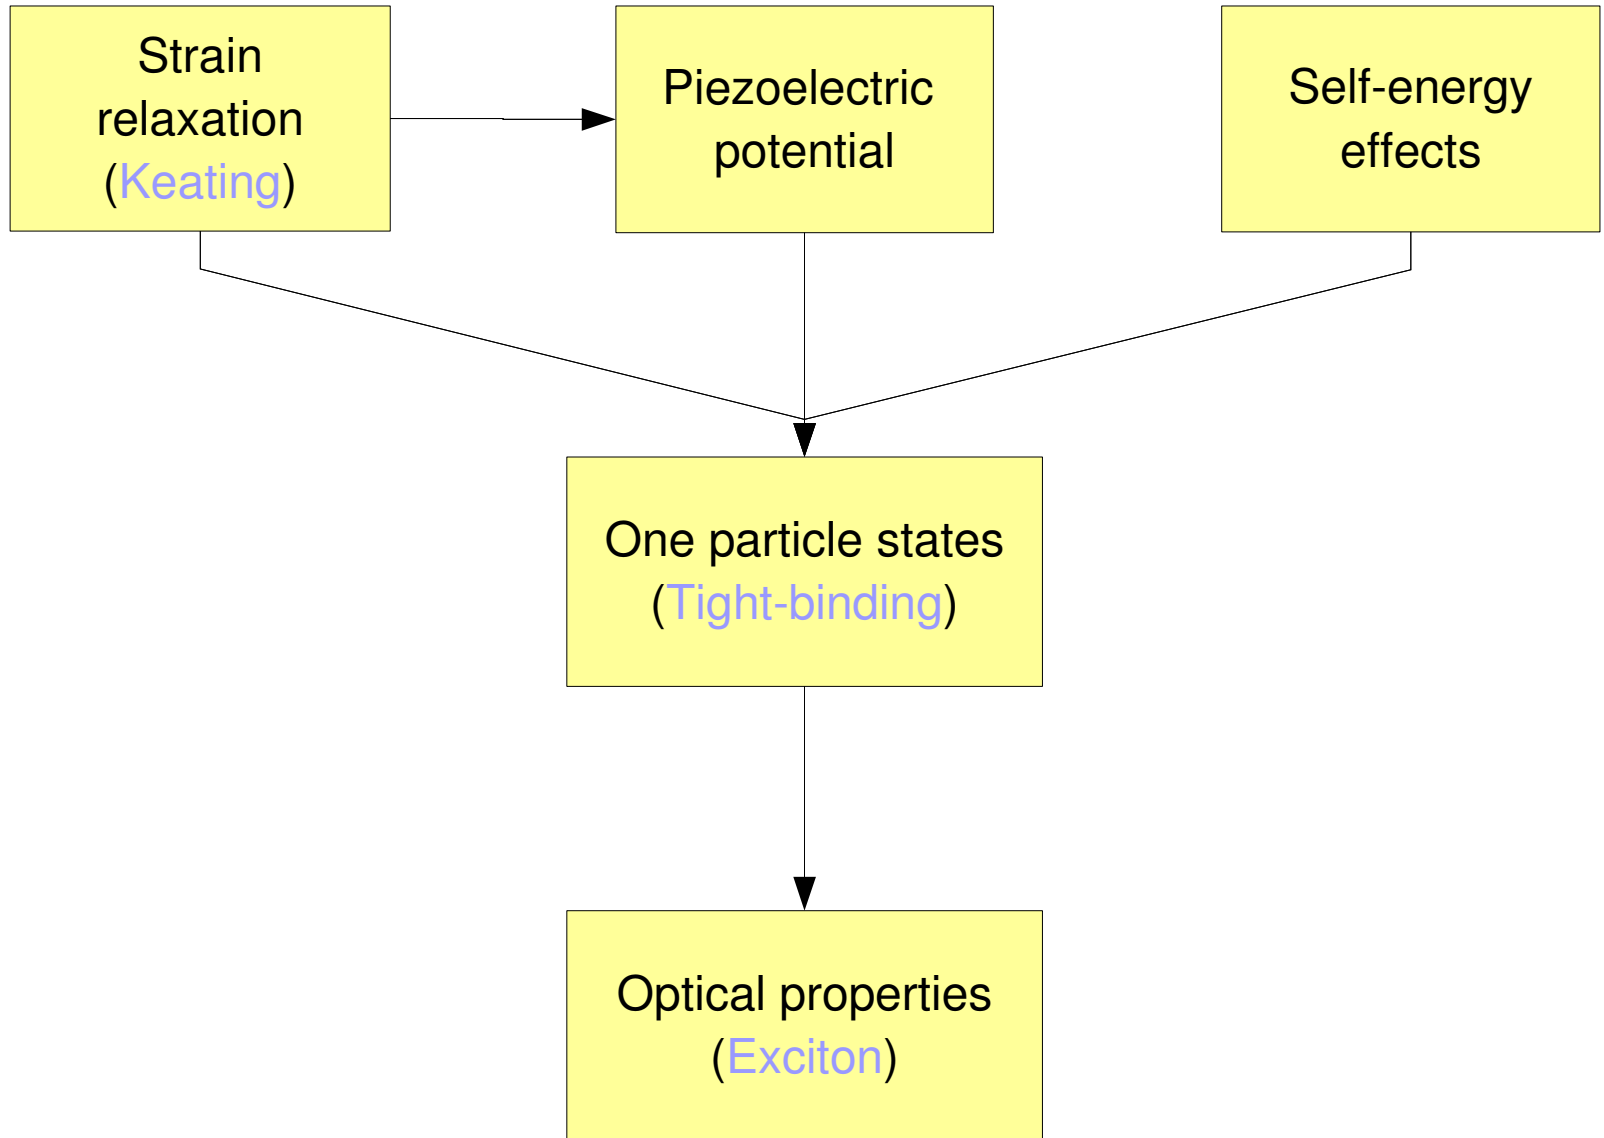 Strain
relaxation
(Keating)
Piezoelectric
potential
Self-energy
effects
One particle states
(Tight-binding)
Optical properties
(Exciton)